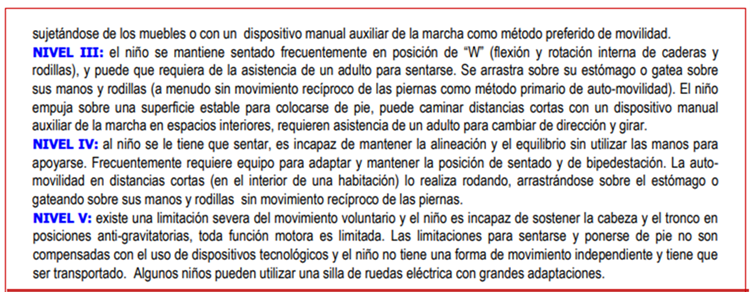 sujetándose de los muebles o con un dispositivo manual auxiliar de la marcha como método preferido de movilidad.
NIVEL III: el niño se mantiene sentado frecuentemente en posición de “W” (flexión y rotación interna de caderas y
rodillas), y puede que requiera de la asistencia de un adulto para sentarse. Se arrastra sobre su estómago o gatea sobre
sus manos y rodillas (a menudo sin movimiento recíproco de las piernas como método primario de auto-movilidad). El niño
empuja sobre una superficie estable para colocarse de pie, puede caminar distancias cortas con un dispositivo manual
auxiliar de la marcha en espacios interiores, requieren asistencia de un adulto para cambiar de dirección y girar.
NIVEL IV: al niño se le tiene que sentar, es incapaz de mantener la alineación y el equilibrio sin utilizar las manos para
apoyarse. Frecuentemente requiere equipo para adaptar y mantener la posición de sentado y de bipedestación. La auto-
movilidad en distancias cortas (en el interior de una habitación) lo realiza rodando, arrastrándose sobre el estómago o
gateando sobre sus manos y rodillas sin movimiento recíproco de las piernas.
NIVEL V: existe una limitación severa del movimiento voluntario y el niño es incapaz de sostener la cabeza y el tronco en
posiciones anti-gravitatorias, toda función motora es limitada. Las limitaciones para sentarse y ponerse de pie no son
compensadas con el uso de dispositivos tecnológicos y el niño no tiene una forma de movimiento independiente y tiene que
ser transportado. Algunos niños pueden utilizar una silla de ruedas eléctrica con grandes adaptaciones.